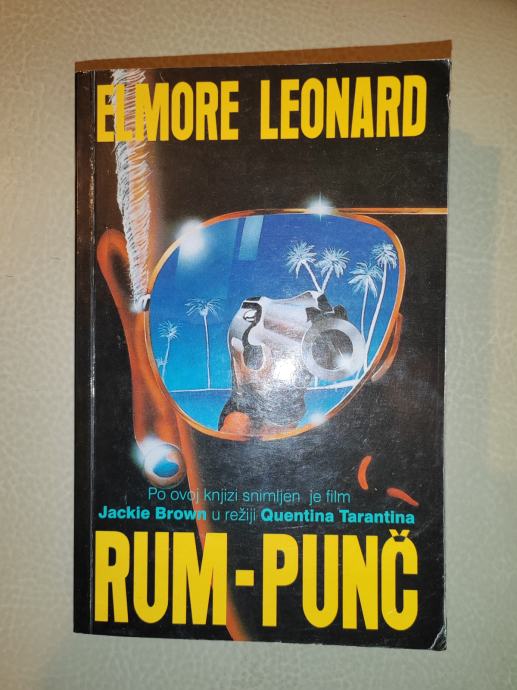 ELMORE LEONARD
Po ovoj knjizi snimljen je film
Jackie Brown u režiji Quentina Tarantina
RUM-PUNČ